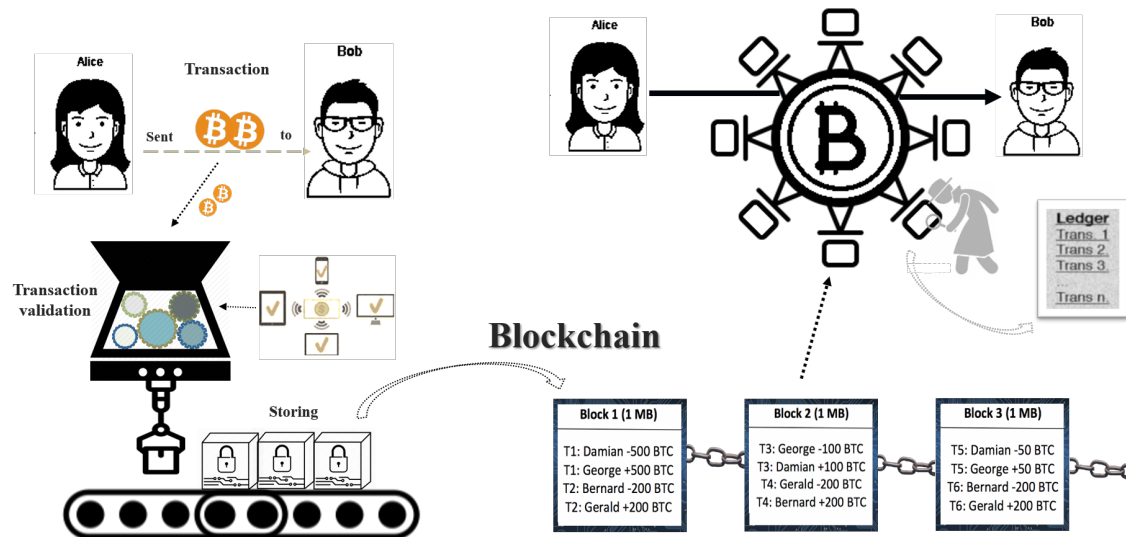 Alice
Bob
Transaction
Sent
to
Transaction
validation
Storing
Alice
Bob
Ledger
Trans. 1
Trans 2.
Trans 3.
...
Trans n.
Blockchain
Block 1 (1 MB)
T1: Damian -500 BTC
T1: George +500 BTC
T2: Bernard -200 BTC
T2: Gerald +200 BTC
Block 2 (1 MB)
T3: George -100 BTC
T3: Damian +100 BTC
T4: Gerald -200 BTC
T4: Bernard +200 BTC
Block 3 (1 MB)
T5: Damian -50 BTC
T5: George +50 BTC
T6: Bernard -200 BTC
T6: Gerald +200 BTC